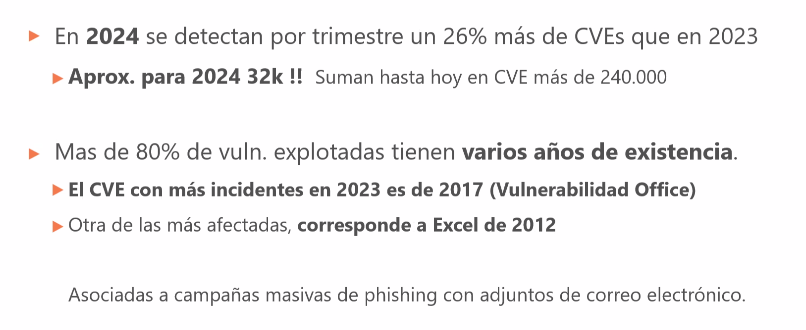 En 2024 se detectan por trimestre un 26% más de CVEs que en 2023
Aprox. para 2024 32k !! Suman hasta hoy en CVE más de 240.000
Mas de 80% de vuln. explotadas tienen varios años de existencia.
El CVE con más incidentes en 2023 es de 2017 (Vulnerabilidad Office)
Otra de las más afectadas, corresponde a Excel de 2012
Asociadas a campañas masivas de phishing con adjuntos de correo electrónico.